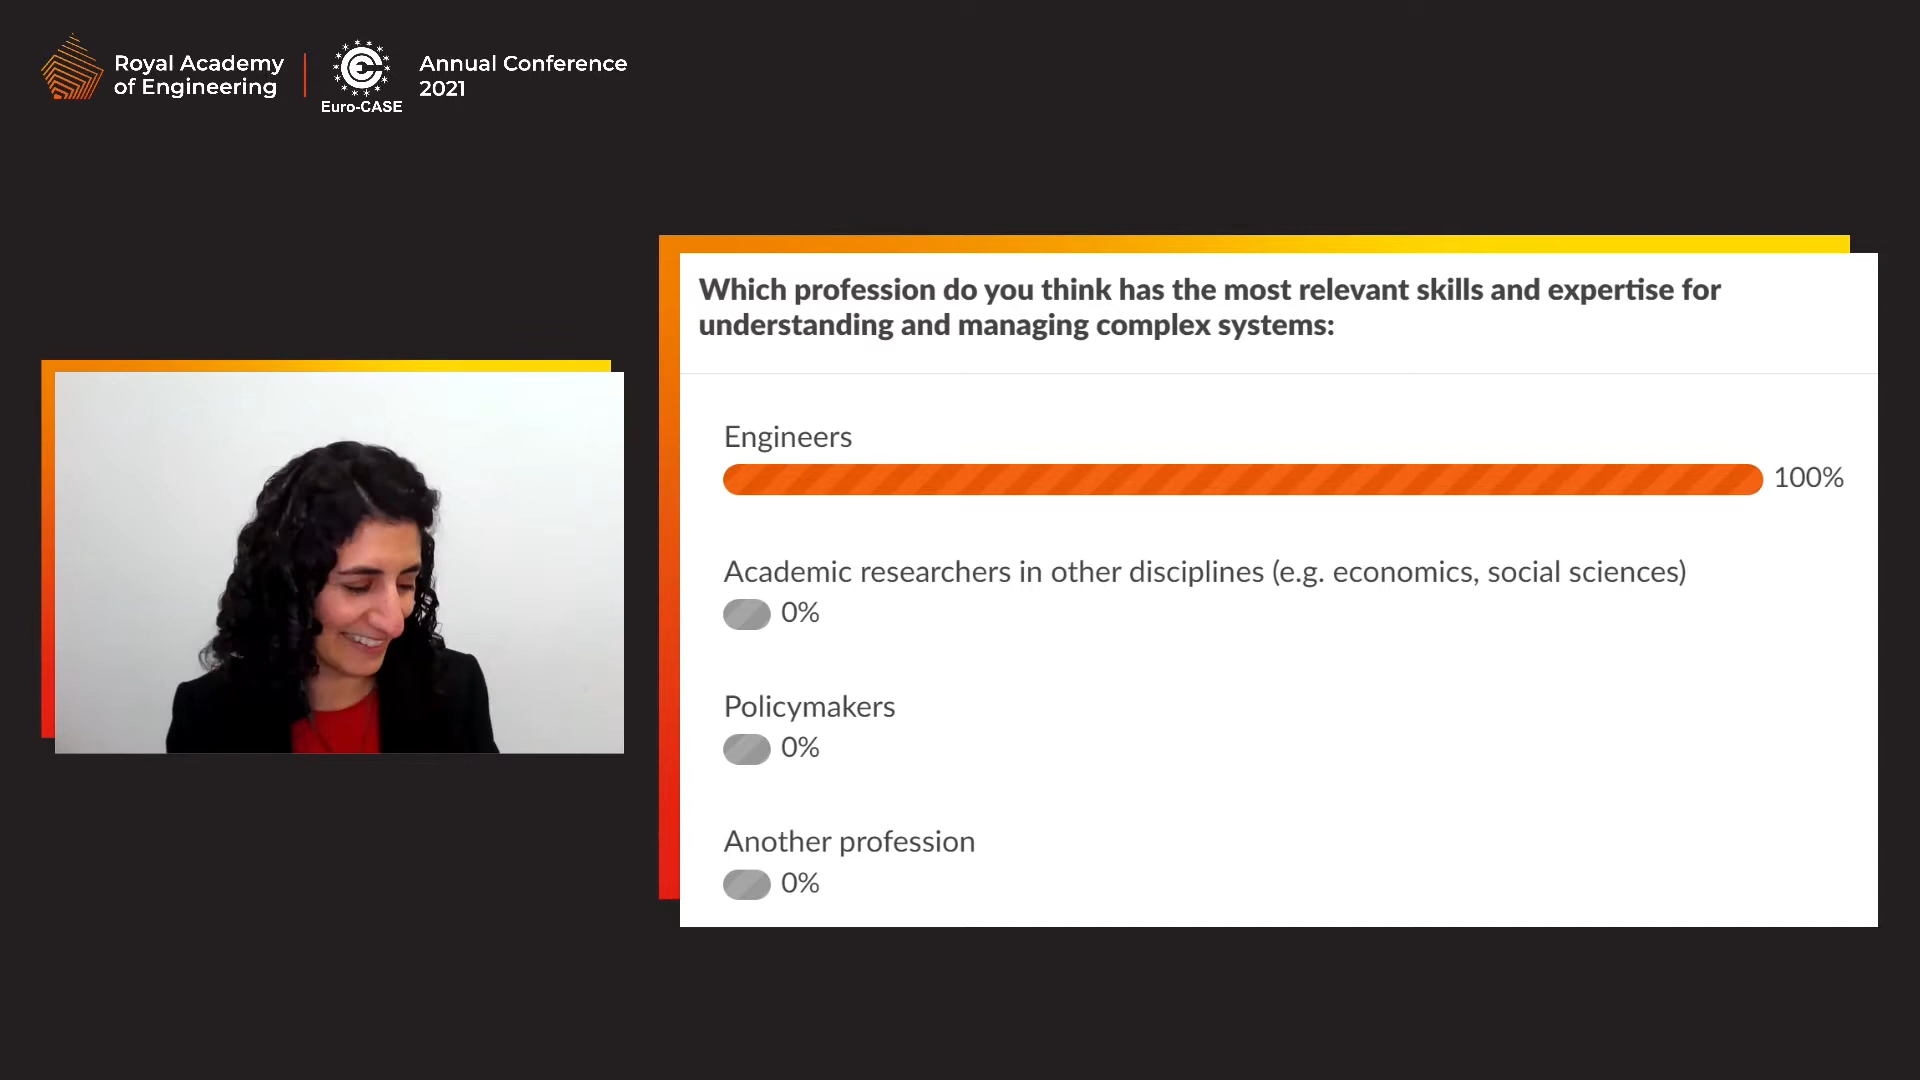 Royal Academy
of Engineering
Euro-CASE
Annual Conference
2021
Which profession do you think has the most relevant skills and expertise for
understanding and managing complex systems:
Engineers
100%
Academic researchers in other disciplines (e.g. economics, social sciences)
0%
Policymakers
0%
Another profession
0%